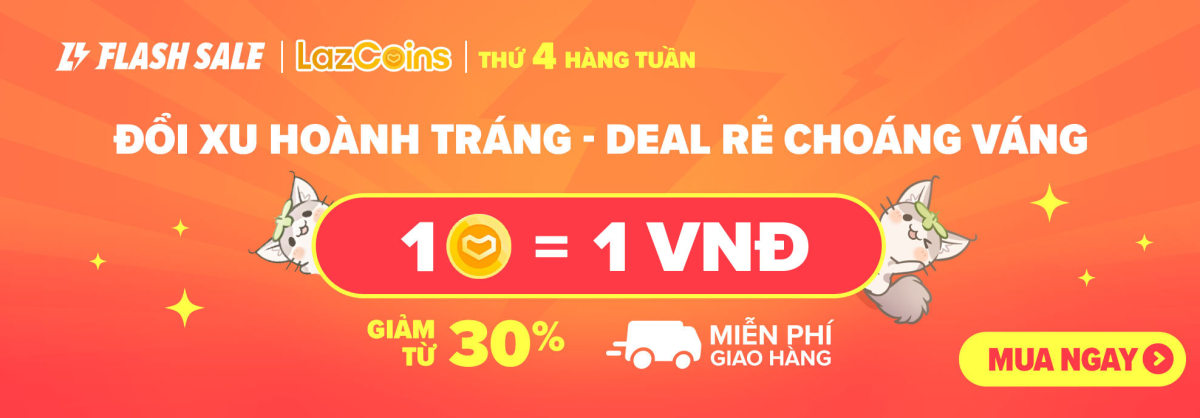 FLASH SALE | LazCoins | THỨ 4 HÀNG TUẦN
ĐỔI XU HOÀNH TRÁNG - DEAL RẺ CHOÁNG VÁNG
1 = 1 VNĐ
GIẢM TỪ 30%
MIỄN PHÍ
GIAO HÀNG
MUA NGAY